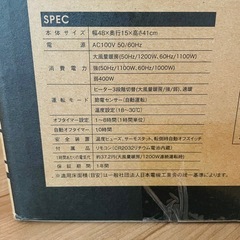 SPEC
本体サイズ 幅48×奥行15×高さ41cm
電源 AC100V 50/60Hz
大風量暖房(50Hz/1200W、60Hz/1100W)
消費電力 強(50Hz/1100W、60Hz/1000W)
弱400W
ヒーター3段階の切替(大風量暖房/強/弱)、送風
運転モード 節電センサー(自動運転)
温度設定(18~30℃)
オフタイマー設定 1~8時間(1時間単位)
自動オフタイマー 10時間
安全装置 温度ヒューズ、サーモスタット、転倒時自動オフスイッチ
付属品 リモコン(CR2032リチウム電池内蔵)
1時間あたりの電気代 約37.2円(大風量暖房/1200W連続運転時)
保証期間 1年間